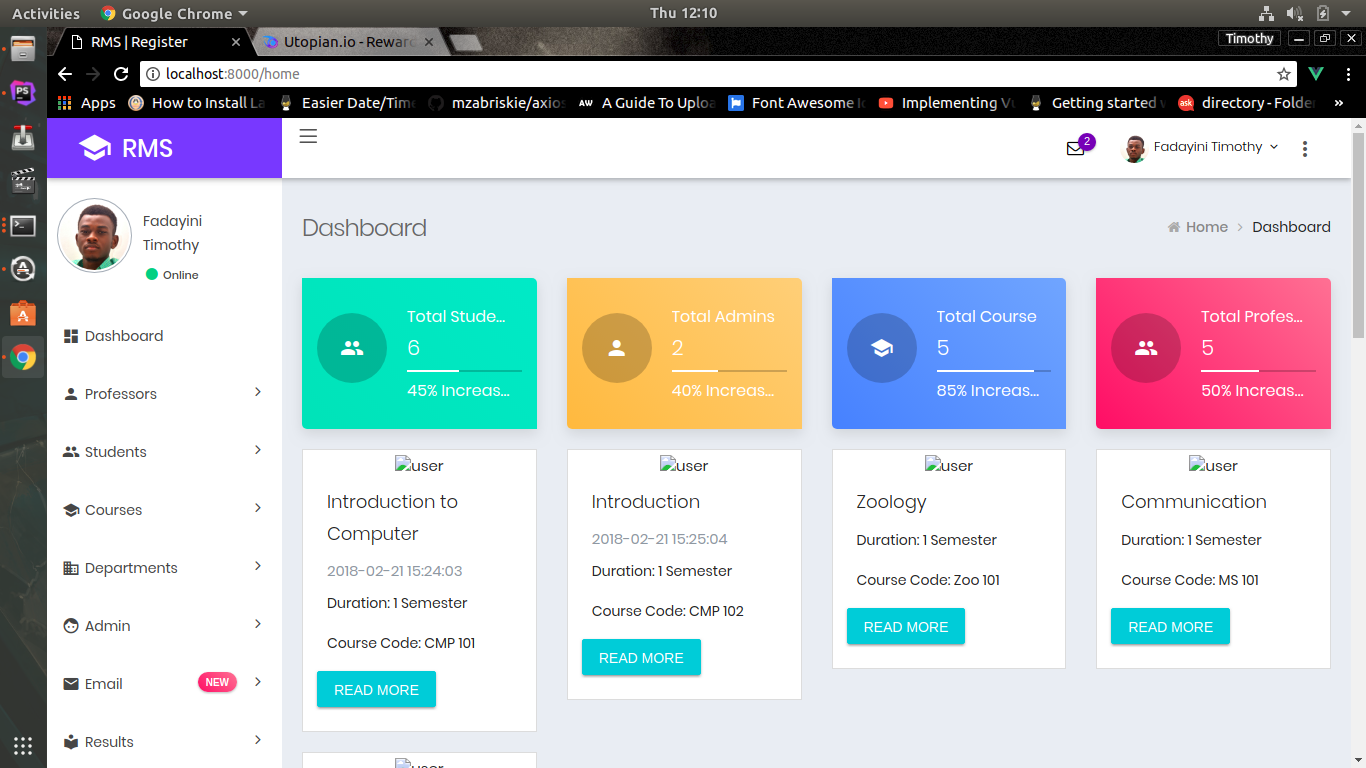 Activities Google Chrome Thu 12:10
RMS | Register Utopian.io - Reward Timothy
localhost:8000/home
Apps How to Install La Easier Date/Time mzabriskie/axios A Guide To Uploa Font Awesome Ic Implementing Vu Getting started w directory - Folder »
RMS
2
Fadayini Timothy
Fadayini
Timothy
Online
Dashboard
Professors
Students
Courses
Departments
Admin
Email NEW
Results
Dashboard
Home > Dashboard
Total Stude...
6
45% Increas...
Total Admins
2
40% Increas...
Total Course
5
85% Increas...
Total Profes...
5
50% Increas...
user
Introduction to
Computer
2018-02-21 15:24:03
Duration: 1 Semester
Course Code: CMP 101
READ MORE
user
Introduction
2018-02-21 15:25:04
Duration: 1 Semester
Course Code: CMP 102
READ MORE
user
Zoology
Duration: 1 Semester
Course Code: Zoo 101
READ MORE
user
Communication
Duration: 1 Semester
Course Code: MS 101
READ MORE
user